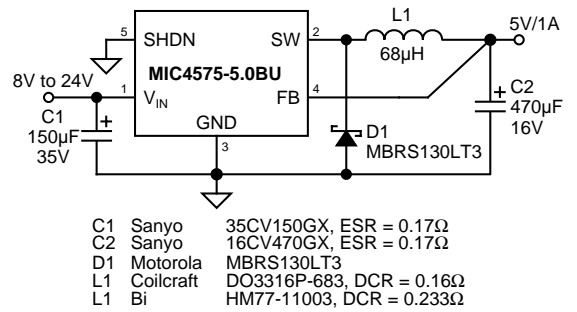 L1
5V/1A
5 SHDN SW 2
68µH
MIC4575-5.0BU
8V to 24V
1 VIN FB 4
C2
470µF
16V
C1
150µF
35V
GND
3
D1
MBRS130LT3
C1 Sanyo 35CV150GX, ESR = 0.17Ω
C2 Sanyo 16CV470GX, ESR = 0.17Ω
D1 Motorola MBRS130LT3
L1 Coilcraft DO3316P-683, DCR = 0.16Ω
L1 Bi HM77-11003, DCR = 0.233Ω